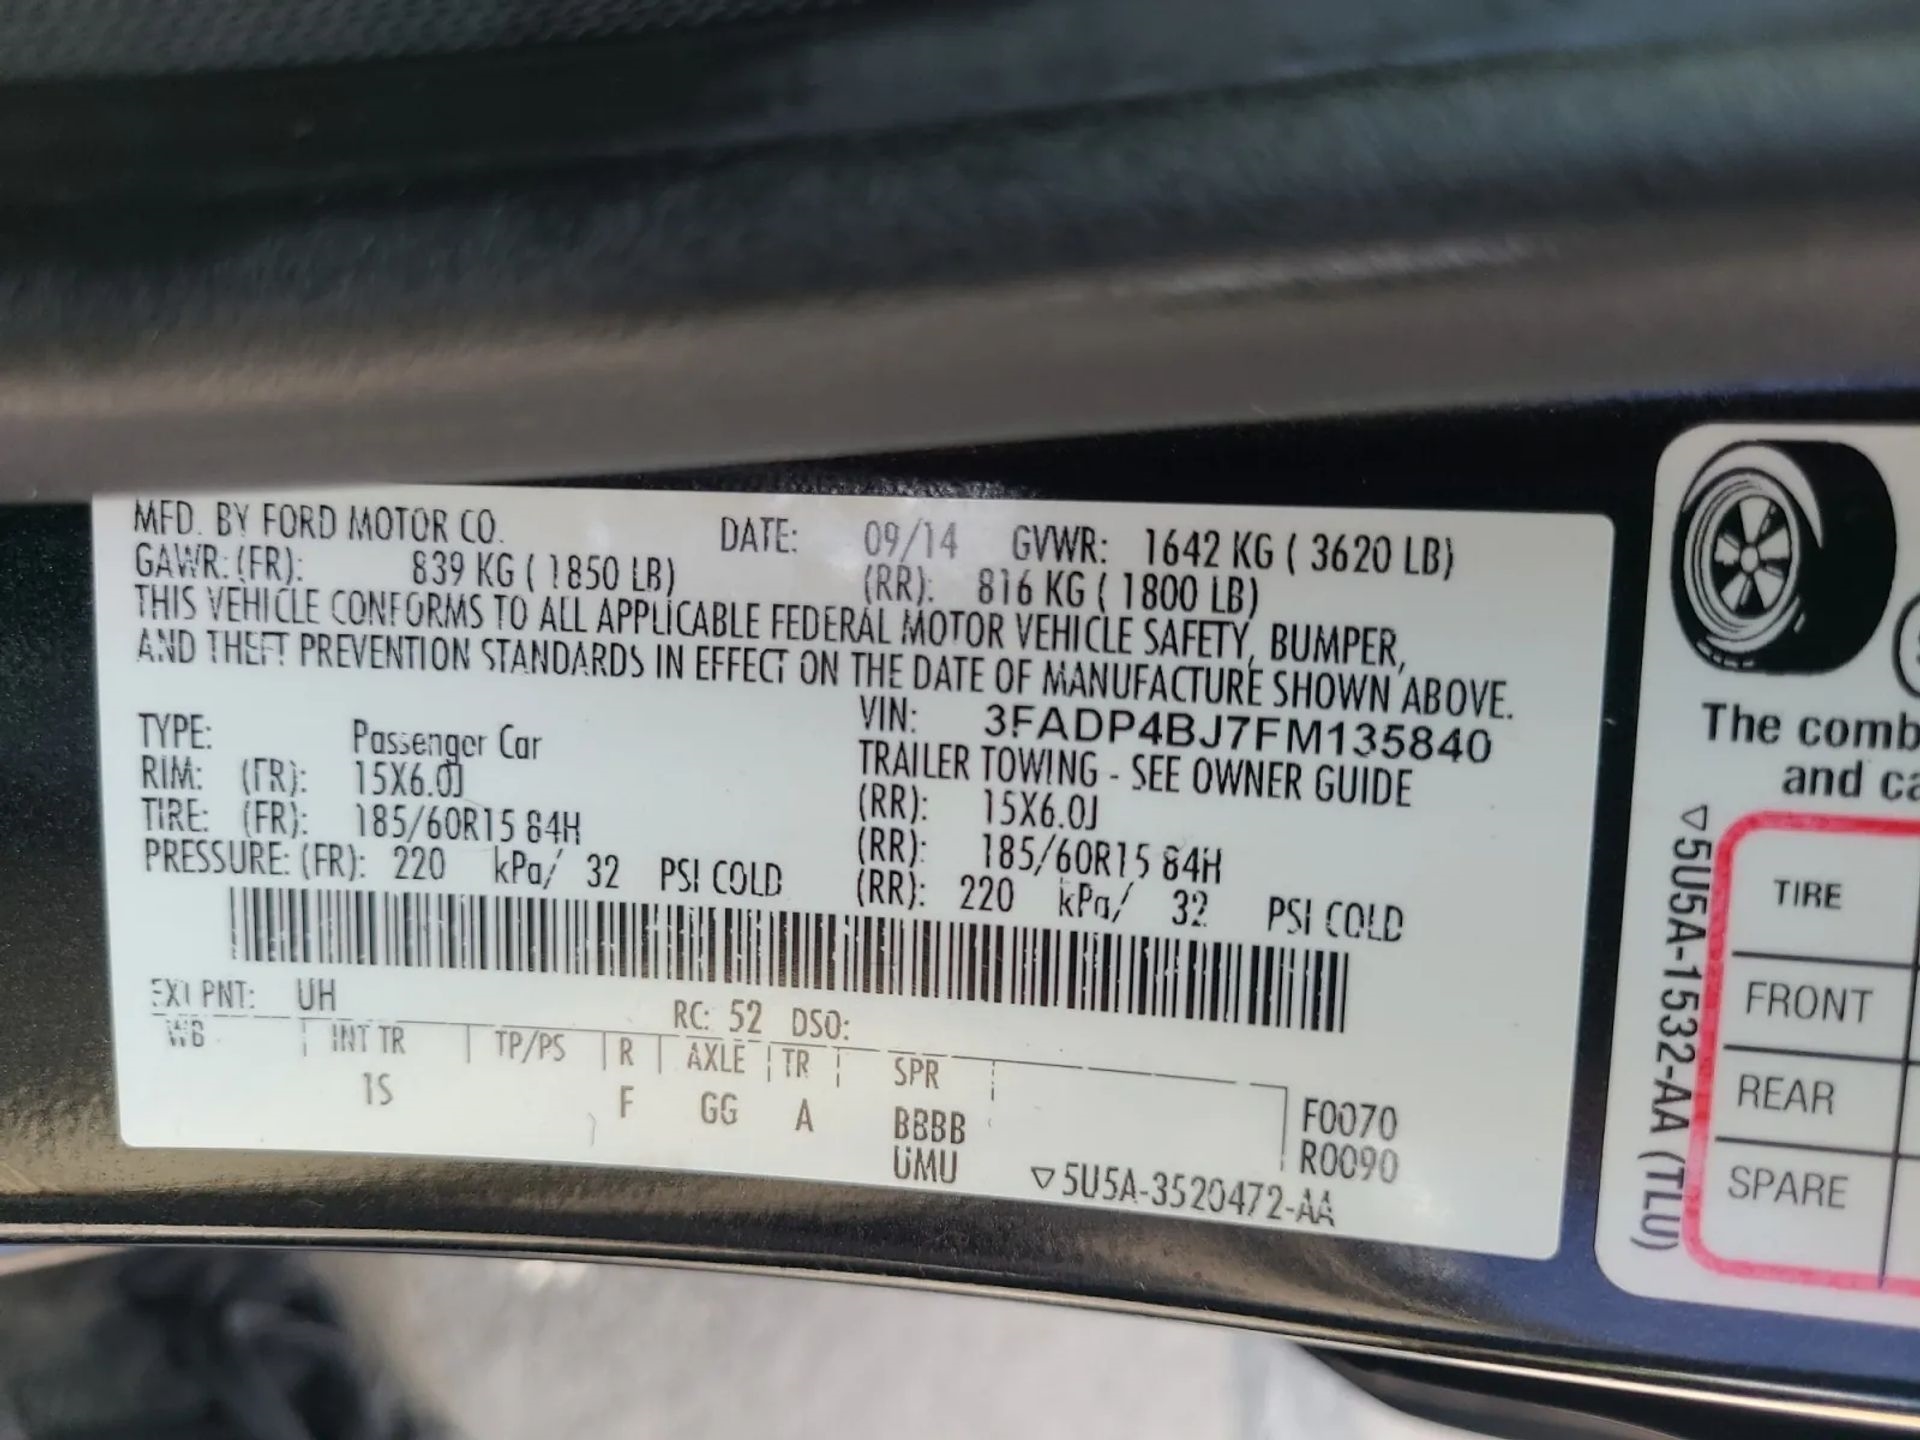 MFD. BY FORD MOTOR CO. DATE: 09/14 GVWR: 1642 KG ( 3620 LB)
GAWR: (FR): 839 KG ( 1850 LB) (RR): 816 KG ( 1800 LB)
THIS VEHICLE CONFORMS TO ALL APPLICABLE FEDERAL MOTOR VEHICLE SAFETY, BUMPER,
AND THEFT PREVENTION STANDARDS IN EFFECT ON THE DATE OF MANUFACTURE SHOWN ABOVE.
VIN: 3FADP4BJ7FM135840
TYPE: Passenger Car TRAILER TOWING - SEE OWNER GUIDE
RIM: (FR): 15X6.0J (RR): 15X6.0J
TIRE: (FR): 185/60R15 84H (RR): 185/60R15 84H
PRESSURE: (FR): 220 kPa/ 32 PSI COLD (RR): 220 kPa/ 32 PSI COLD
EXT PNT: UH RC: 52 DSO:
WB INT TR TP/PS R AXLE TR SPR
1S F GG A BBBB F0070
UMU R0090
▽5U5A-3520472-AA
The comb
and ca
▽5U5A-1532-AA (TLU)
TIRE
FRONT
REAR
SPARE